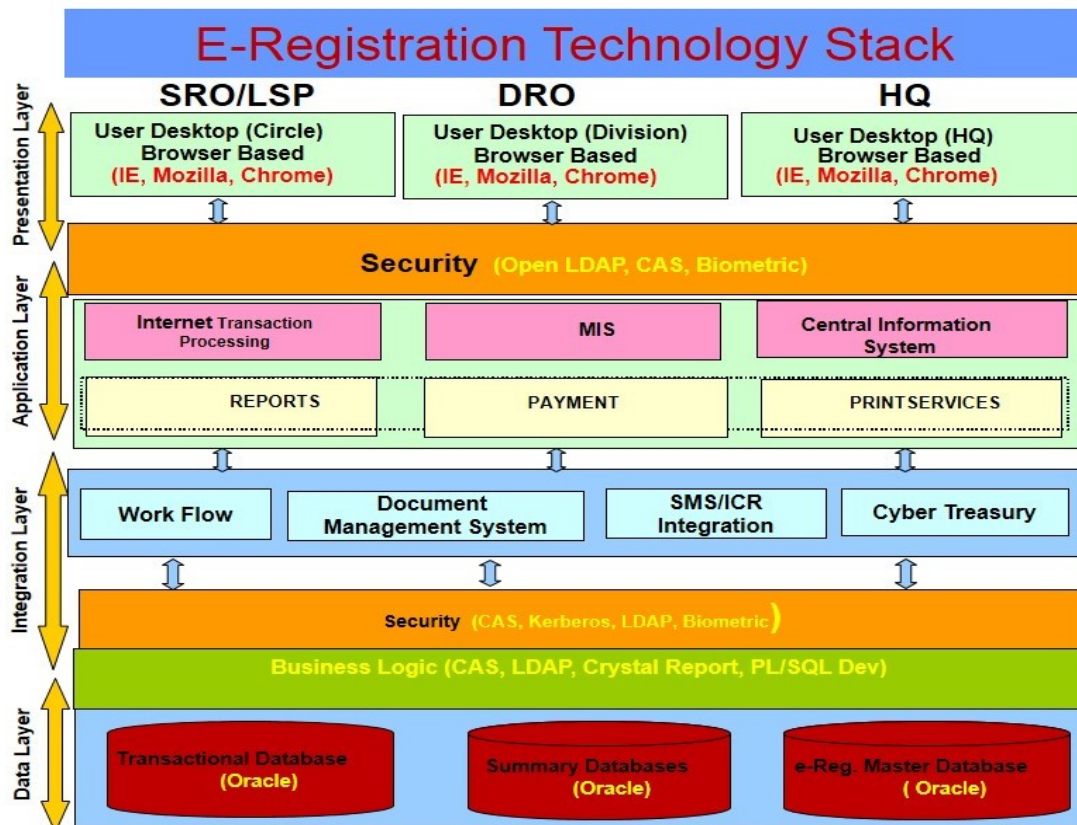 E-Registration Technology Stack
SRO/LSP
DRO
HQ
Presentation Layer
User Desktop (Circle)
Browser Based
(IE, Mozilla, Chrome)
User Desktop (Division)
Browser Based
(IE, Mozilla, Chrome)
User Desktop (HQ)
Browser Based
(IE, Mozilla, Chrome)
Security (Open LDAP, CAS, Biometric)
Application Layer
Internet Transaction
Processing
MIS
Central Information
System
REPORTS
PAYMENT
PRINTSERVICES
Integration Layer
Work Flow
Document
Management System
SMS/ICR
Integration
Cyber Treasury
Security (CAS, Kerberos, LDAP, Biometric)
Business Logic (CAS, LDAP, Crystal Report, PL/SQL Dev)
Data Layer
Transactional Database
(Oracle)
Summary Databases
(Oracle)
e-Reg. Master Database
( Oracle)